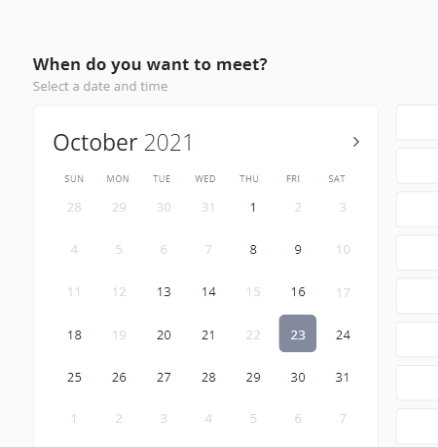 When do you want to meet?
Select a date and time
October 2021
SUN MON TUE WED THU FRI SAT
28 29 30 31 1 2 3
4 5 6 7 8 9 10
11 12 13 14 15 16 17
18 19 20 21 22 23 24
25 26 27 28 29 30 31
1 2 3 4 5 6 7